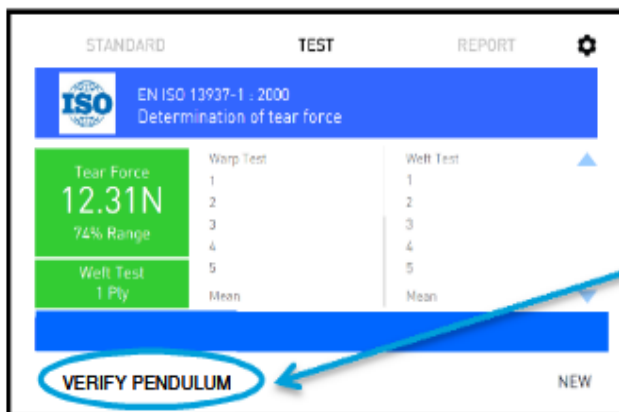 STANDARD TEST REPORT
ISO
EN ISO 13937-1 : 2000
Determination of tear force
Tear Force
12.31N
74% Range
Weft Test
1 Ply
Warp Test
1
2
3
4
5
Mean
Weft Test
1
2
3
4
5
Mean
VERIFY PENDULUM NEW